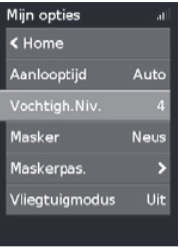 Mijn opties
< Home
Aanlooptijd Auto
Vochtigh.Niv. 4
Masker Neus
Maskerpas. >
Vliegtuigmodus Uit